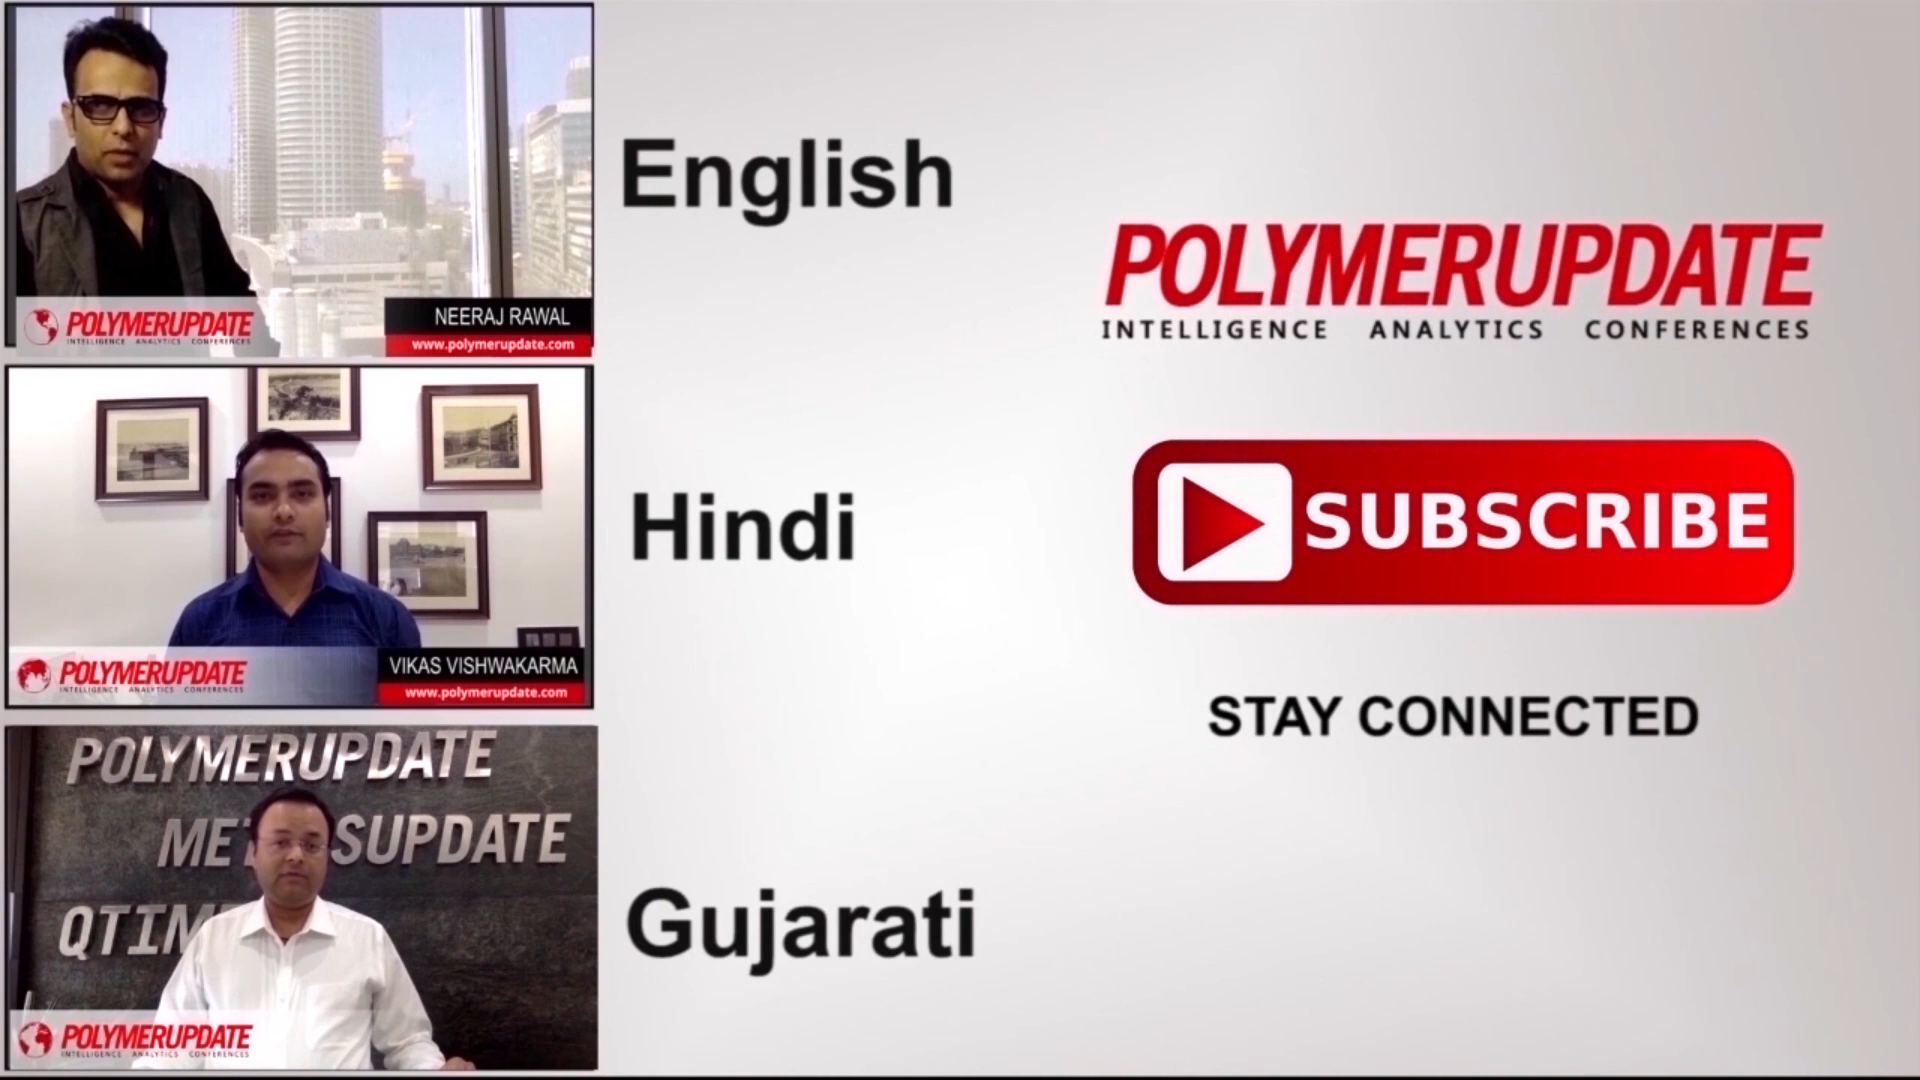 POLYMERUPDATE
INTELLIGENCE ANALYTICS CONFERENCES
NEERAJ RAWAL
www.polymerupdate.com
English
POLYMERUPDATE
INTELLIGENCE ANALYTICS CONFERENCES
VIKAS VISHWAKARMA
www.polymerupdate.com
Hindi
POLYMERUPDATE
SUPDATE
POLYMERUPDATE
INTELLIGENCE ANALYTICS CONFERENCES
Gujarati
POLYMERUPDATE
INTELLIGENCE ANALYTICS CONFERENCES
SUBSCRIBE
STAY CONNECTED